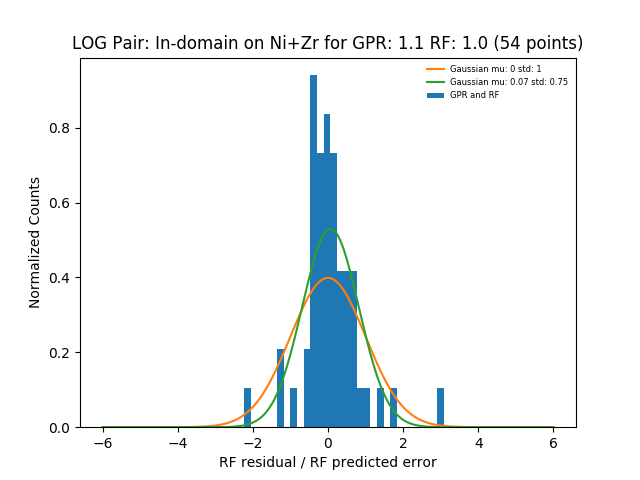 LOG Pair: In-domain on Ni+Zr for GPR: 1.1 RF: 1.0 (54 points)
Gaussian mu: 0 std: 1
Gaussian mu: 0.07 std: 0.75
GPR and RF
Normalized Counts
0.8
0.6
0.4
0.2
0.0
−6 −4 −2 0 2 4 6
RF residual / RF predicted error